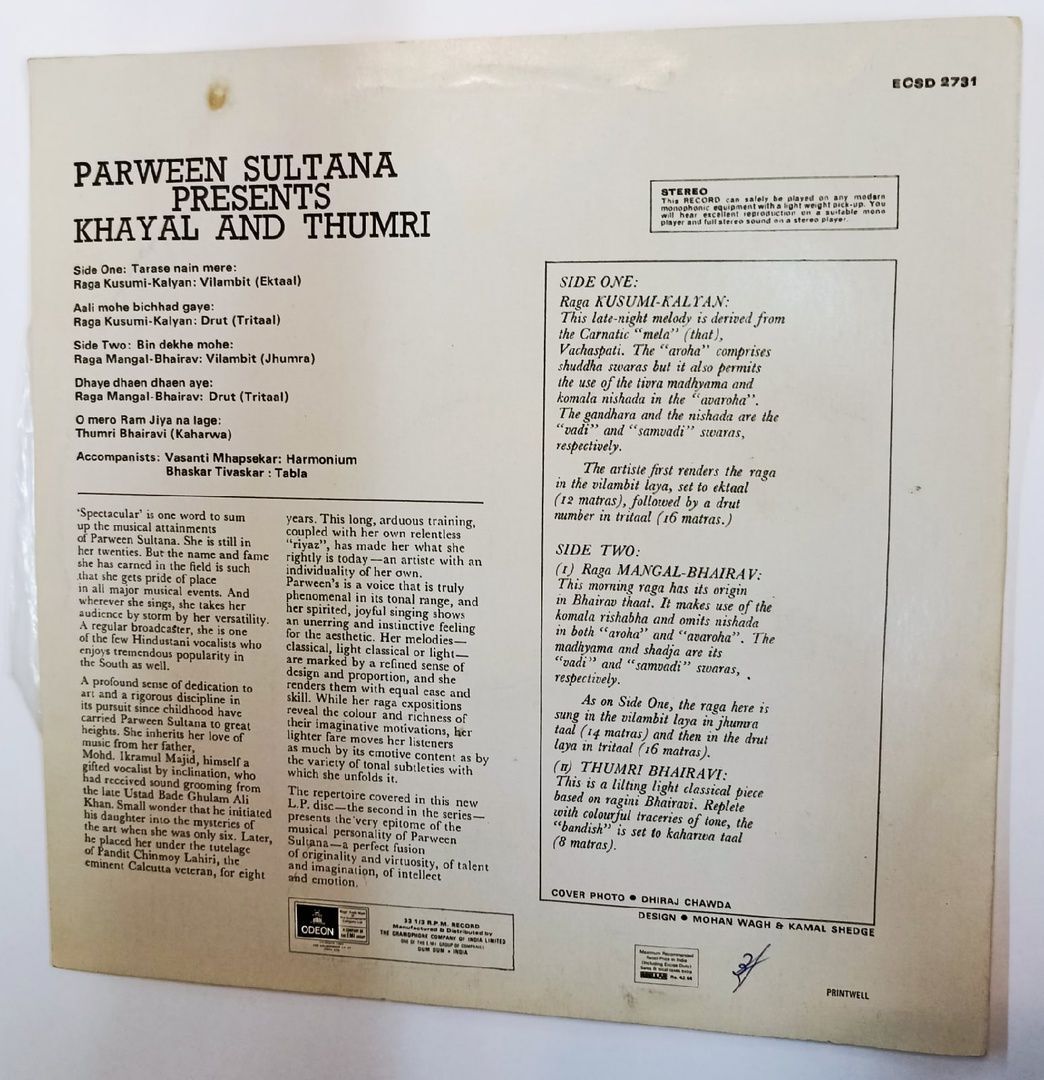 ECSD 2731
PARWEEN SULTANA
PRESENTS
KHAYAL AND THUMRI
Side One: Tarase nain mere:
Raga Kusumi-Kalyan: Vilambit (Ektaal)
Aali mohe bichhad gaye:
Raga Kusumi-Kalyan: Drut (Tritaal)
Side Two: Bin dekhe mohe:
Raga Mangal-Bhairav: Vilambit (Jhumra)
Dhaye dhaen dhaen aye:
Raga Mangal-Bhairav: Drut (Tritaal)
O mero Ram Jiya na lage:
Thumri Bhairavi (Kaharwa)
Accompanists: Vasanti Mhapsekar: Harmonium
Bhaskar Tivaskar : Tabla
'Spectacular' is one word to sum
up the musical attainments
of Parween Sultana. She is still in
her twenties. But the name and fame
she has earned in the field is such
that she gets pride of place
in all major musical events. And
wherever she sings, she takes her
audience by storm by her versatility.
A regular broadcaster, she is one
of the few Hindustani vocalists who
enjoys tremendous popularity in
the South as well.
A profound sense of dedication to
art and a rigorous discipline in
its pursuit since childhood have
carried Parween Sultana to great
heights. She inherits her love of
music from her father,
Mohd. Ikramul Majid, himself a
gifted vocalist by inclination, who
had received sound grooming from
the late Ustad Bade Ghulam Ali
Khan. Small wonder that he initiated
his daughter into the mysteries of
the art when she was only six. Later,
he placed her under the tutelage
of Pandit Chinmoy Lahiri, the
eminent Calcutta veteran, for eight
years. This long, arduous training,
coupled with her own relentless
"riyaz", has made her what she
rightly is today—an artiste with an
individuality of her own.
Parween's is a voice that is truly
phenomenal in its tonal range, and
her spirited, joyful singing shows
an unerring and instinctive feeling
for the aesthetic. Her melodies—
classical, light classical or light—
are marked by a refined sense of
design and proportion, and she
renders them with equal ease and
skill. While her raga expositions
reveal the colour and richness of
their imaginative motivations, her
lighter fare moves her listeners
as much by its emotive content as by
the variety of tonal subtleties with
which she unfolds it.
The repertoire covered in this new
L.P. disc—the second in the series—
presents the very epitome of the
musical personality of Parween
Sultana—a perfect fusion
of originality and virtuosity, of talent
and imagination, of intellect
and emotion.
STEREO
This RECORD can safely be played on any modern
monophonic equipment with a light weight pick-up. You
will hear excellent reproduction on a suitable mono
player and full stereo sound on a stereo player.
SIDE ONE:
Raga KUSUMI-KALYAN:
This late-night melody is derived from
the Carnatic "mela" (that),
Vachaspati. The "aroha" comprises
shuddha swaras but it also permits
the use of the tivra madhyama and
komala nishada in the "avaroha".
The gandhara and the nishada are the
"vadi" and "samvadi" swaras,
respectively.
The artiste first renders the raga
in the vilambit laya, set to ektaal
(12 matras), followed by a drut
number in tritaal (16 matras.)
SIDE TWO:
(I) Raga MANGAL-BHAIRAV:
This morning raga has its origin
in Bhairav thaat. It makes use of the
komala rishabha and omits nishada
in both "aroha" and "avaroha". The
madhyama and shadja are its
"vadi" and "samvadi" swaras,
respectively.
As on Side One, the raga here is
sung in the vilambit laya in jhumra
taal (14 matras) and then in the drut
laya in tritaal (16 matras).
(II) THUMRI BHAIRAVI:
This is a lilting light classical piece
based on ragini Bhairavi. Replete
with colourful traceries of tone, the
"bandish" is set to kaharwa taal
(8 matras).
COVER PHOTO ● DHIRAJ CHAWDA
DESIGN ● MOHAN WAGH & KAMAL SHEDGE
ODEON
33 1/3 R.P.M. RECORD
Manufactured & Distributed by
THE GRAMOPHONE COMPANY OF INDIA LIMITED
ONE OF THE E M I GROUP OF COMPANIES
DUM DUM • INDIA
Maximum Recommended
Retail Price in India
PRINTWELL